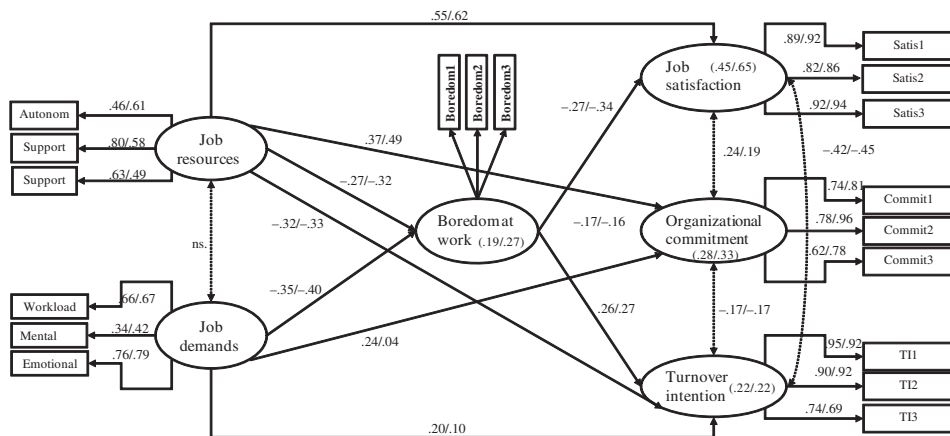 .55/.62
.89/.92
Satis1
Job
satisfaction
(.45/.65)
.82/.86
Satis2
.92/.94
Satis3
Boredom1
Boredom2
Boredom3
Autonom
.46/.61
Support
.80/.58
Support
.63/.49
Job
resources
.37/.49
–.27/–.34
.24/.19
–.42/–.45
–.27/–.32
–.32/–.33
Boredomat
work (.19/.27)
–.17/–.16
Organizational
commitment
(.28/.33)
.74/.81
Commit1
.78/.96
Commit2
.62/.78
Commit3
ns.
–.35/–.40
.26/.27
–.17/–.17
.24/.04
Workload
.66/.67
Mental
.34/.42
Emotional
.76/.79
Job
demands
Turnover
intention
(.22/.22)
.95/.92
TI1
.90/.92
TI2
.74/.69
TI3
.20/.10